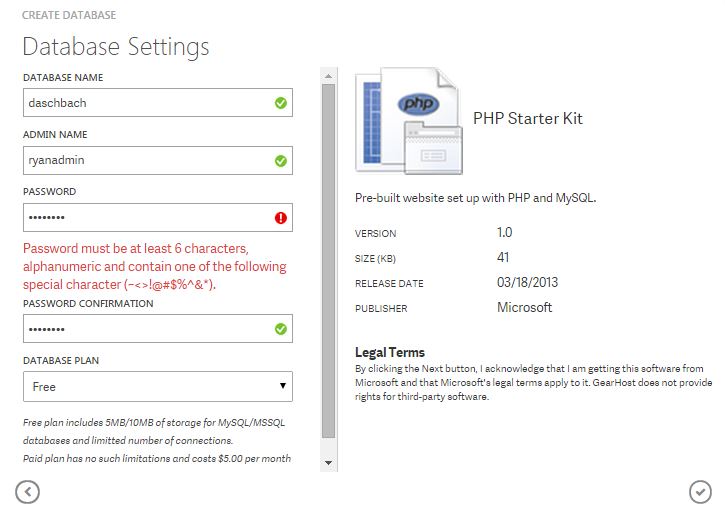 CREATE DATABASE
Database Settings
DATABASE NAME
daschbach
ADMIN NAME
ryanadmin
PASSWORD
••••••••
Password must be at least 6 characters,
alphanumeric and contain one of the following
special character (~<>!@#$%^&*).
PASSWORD CONFIRMATION
••••••••
DATABASE PLAN
Free
Free plan includes 5MB/10MB of storage for MySQL/MSSQL
databases and limitted number of connections.
Paid plan has no such limitations and costs $5.00 per month
php
PHP Starter Kit
Pre-built website set up with PHP and MySQL.
VERSION 1.0
SIZE (KB) 41
RELEASE DATE 03/18/2013
PUBLISHER Microsoft
Legal Terms
By clicking the Next button, I acknowledge that I am getting this software from
Microsoft and that Microsoft's legal terms apply to it. GearHost does not provide
rights for third-party software.